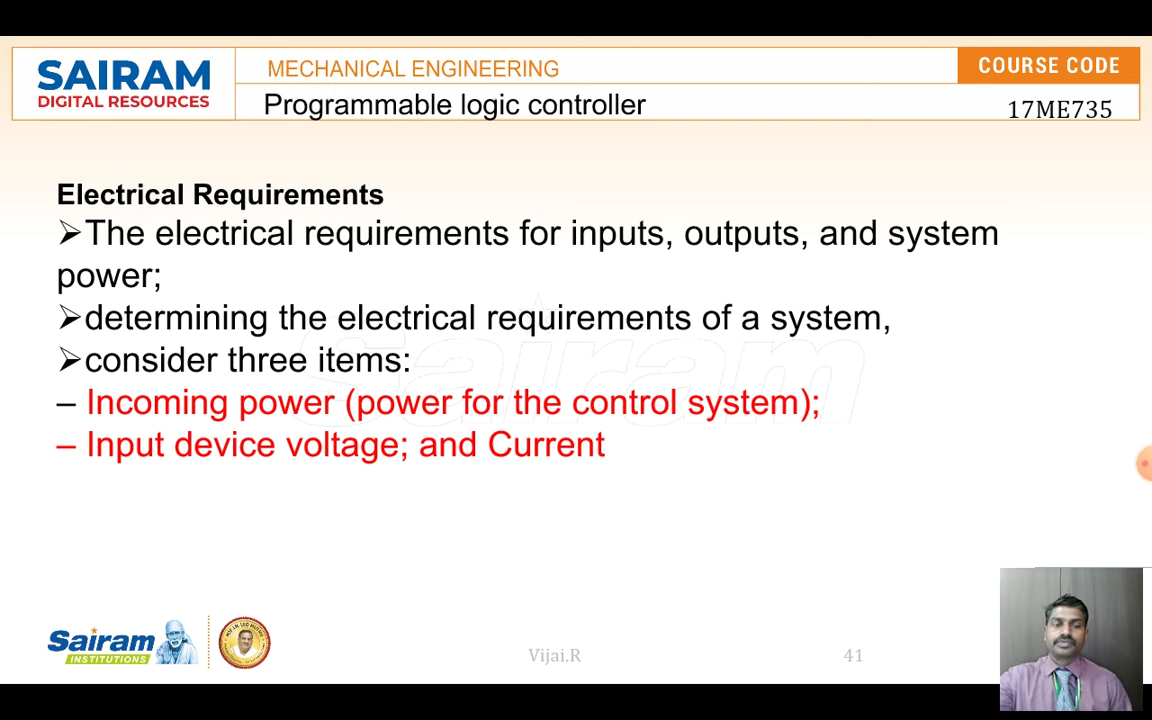 SAIRAM
DIGITAL RESOURCES
MECHANICAL ENGINEERING
Programmable logic controller
COURSE CODE
17ME735
Electrical Requirements
➢The electrical requirements for inputs, outputs, and system
power;
➢determining the electrical requirements of a system,
➢consider three items:
– Incoming power (power for the control system);
– Input device voltage; and Current
Sairam
Sairam
INSTITUTIONS
Vijai.R
41